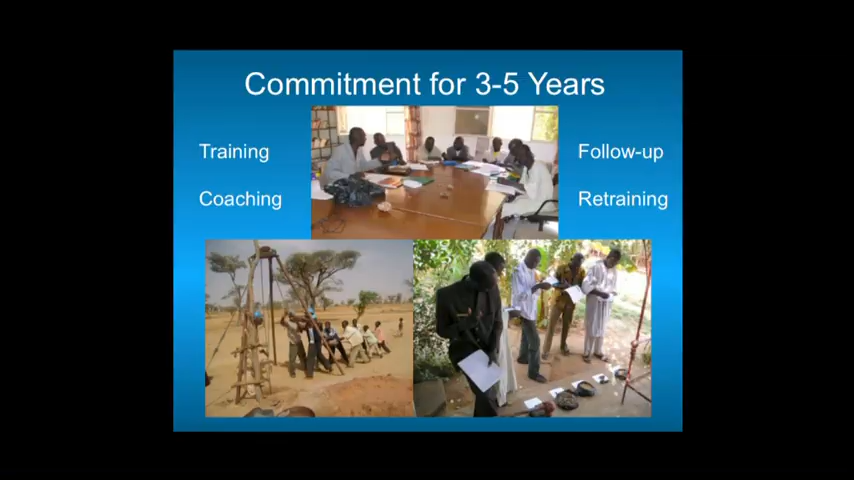 Commitment for 3-5 Years
Training
Coaching
Follow-up
Retraining